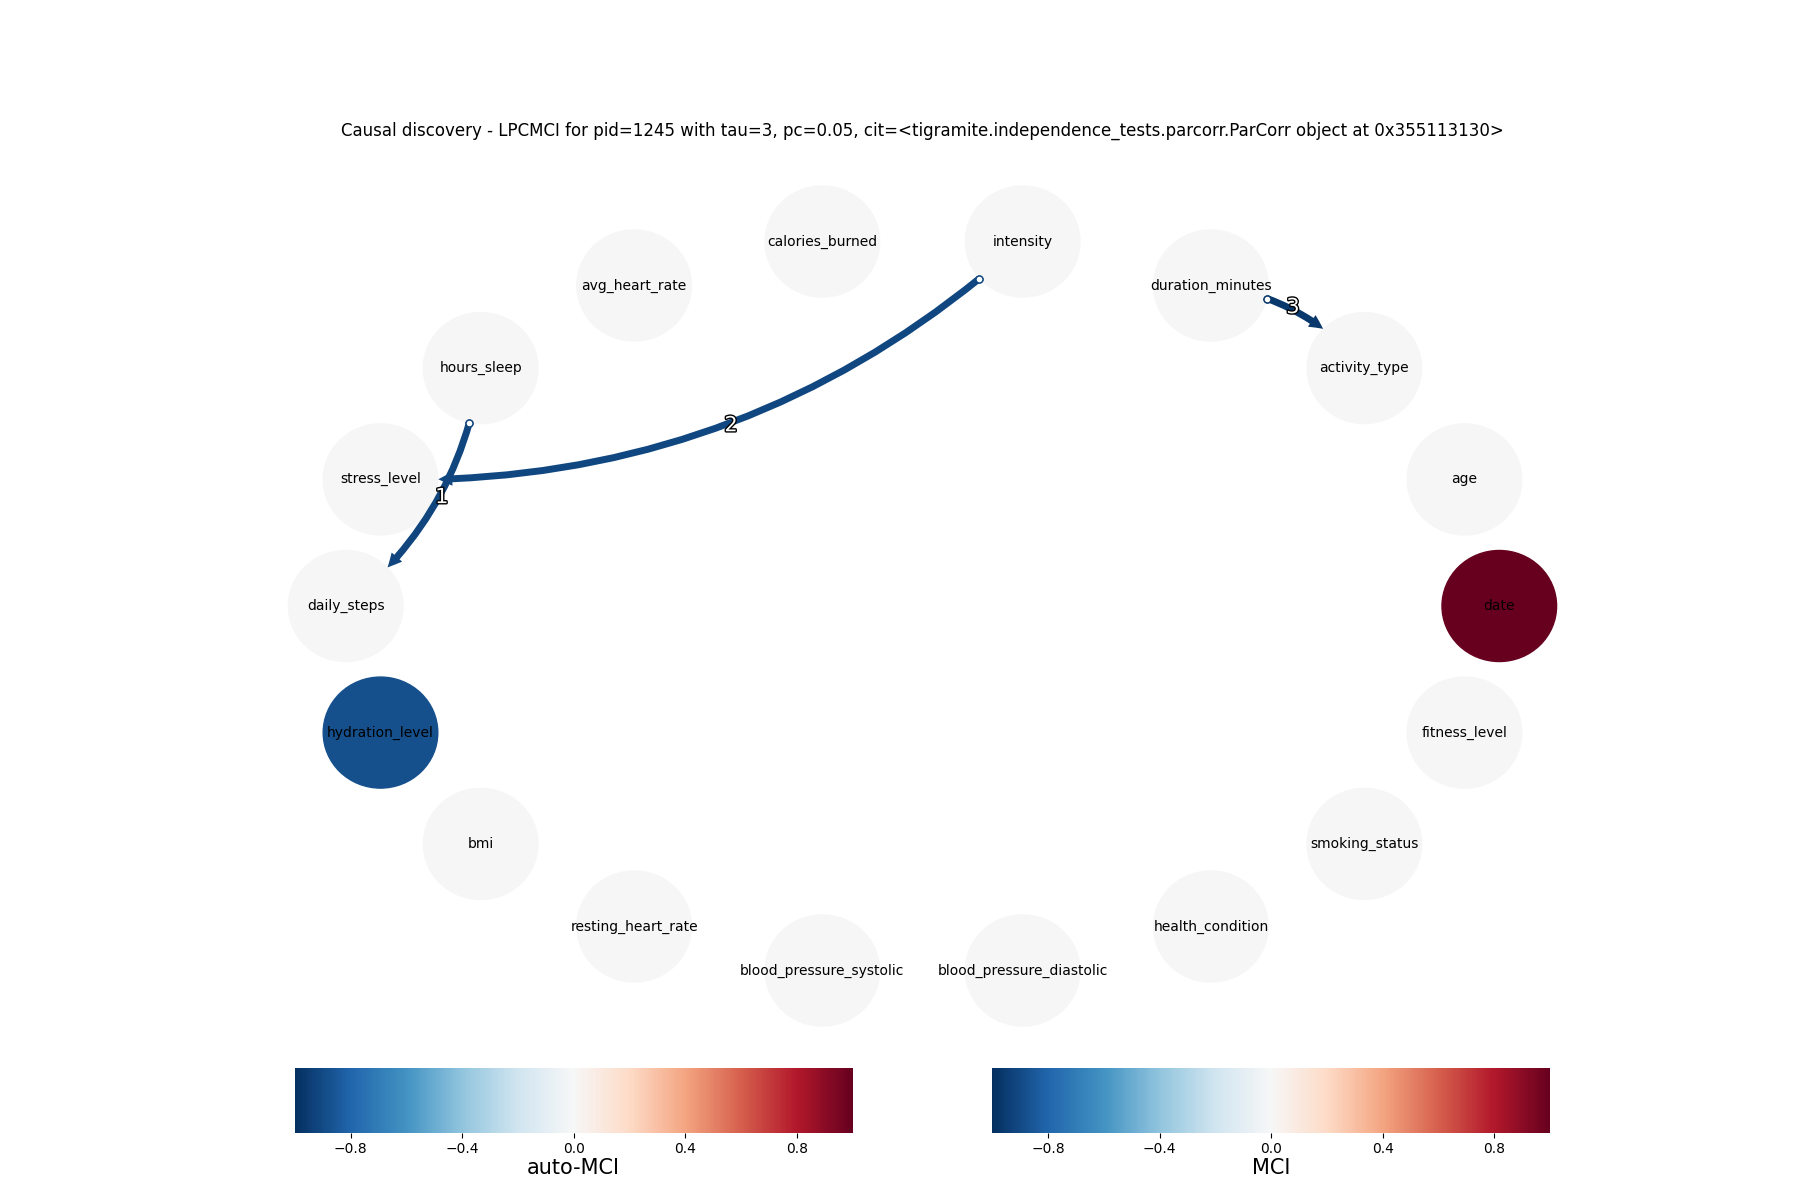 Causal discovery - LPCMCI for pid=1245 with tau=3, pc=0.05, cit=<tigramite.independence_tests.parcorr.ParCorr object at 0x355113130>
calories_burned
intensity
avg_heart_rate
duration_minutes
3
hours_sleep
activity_type
2
stress_level
age
1
daily_steps
date
hydration_level
fitness_level
bmi
smoking_status
resting_heart_rate
health_condition
blood_pressure_systolic
blood_pressure_diastolic
−0.8 −0.4 0.0 0.4 0.8
auto-MCI
−0.8 −0.4 0.0 0.4 0.8
MCI